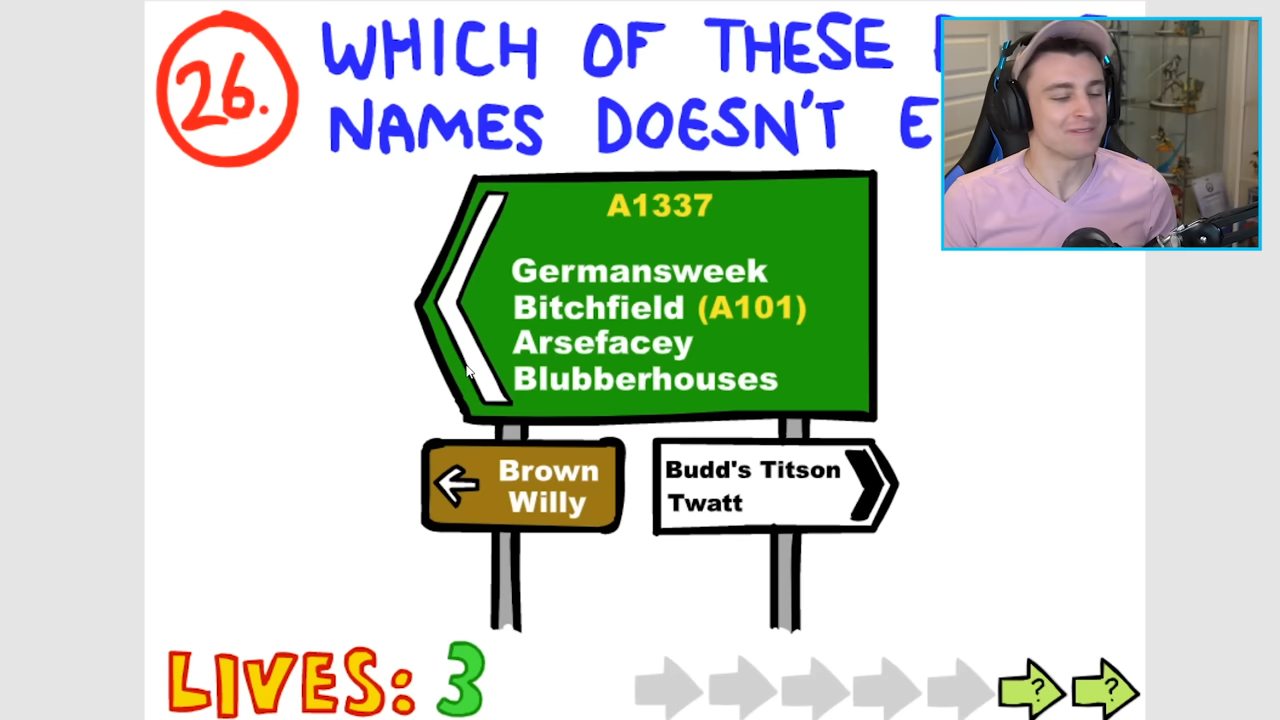 26.
WHICH OF THESE
NAMES DOESN'T
A1337
Germansweek
Bitchfield (A101)
Arsefacey
Blubberhouses
Brown
Willy
Budd's Titson
Twatt
LIVES: 3
? ?